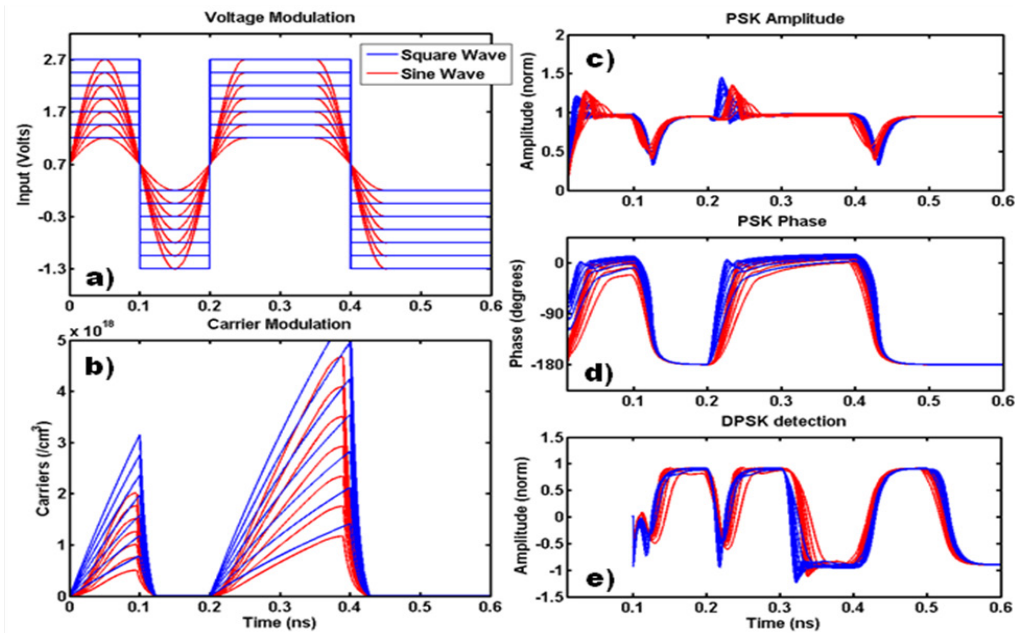 Voltage Modulation
Square Wave
Sine Wave
2.7
1.7
0.7
-0.3
-1.3
Input (Volts)
a)
0 0.1 0.2 0.3 0.4 0.5 0.6
Carrier Modulation
x 10^18
b)
5
4
3
2
1
0
Carriers (/cm³)
0 0.1 0.2 0.3 0.4 0.5 0.6
Time (ns)
PSK Amplitude
c)
2
1.5
1
0.5
0
Amplitude (norm)
0.1 0.2 0.3 0.4 0.5 0.6
PSK Phase
0
-90
-180
Phase (degrees)
d)
0.1 0.2 0.3 0.4 0.5 0.6
DPSK detection
1.5
1
0.5
0
-0.5
-1
-1.5
Amplitude (norm)
e)
0.1 0.2 0.3 0.4 0.5 0.6
Time (ns)